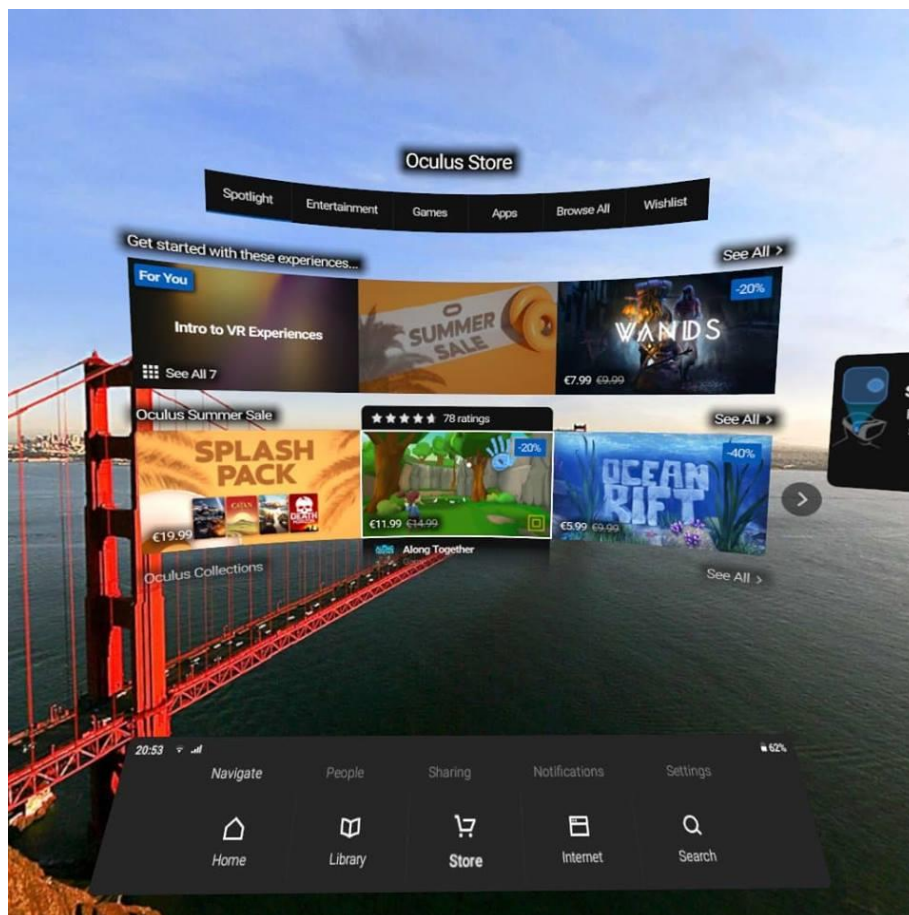 Oculus Store
Spotlight Entertainment Games Apps Browse All Wishlist
Get started with these experiences... See All >
For You
Intro to VR Experiences
See All 7
SUMMER
SALE
-20%
WANDS
€7.99 €9.99
Oculus Summer Sale
78 ratings
See All >
SPLASH
PACK
CATAN
DEATH
€19.99
-20%
€11.99 €14.99
-40%
OCEAN
RIFT
€5.99 €9.99
Along Together
Oculus Collections See All >
20:53 62%
Navigate People Sharing Notifications Settings
Home Library Store Internet Search